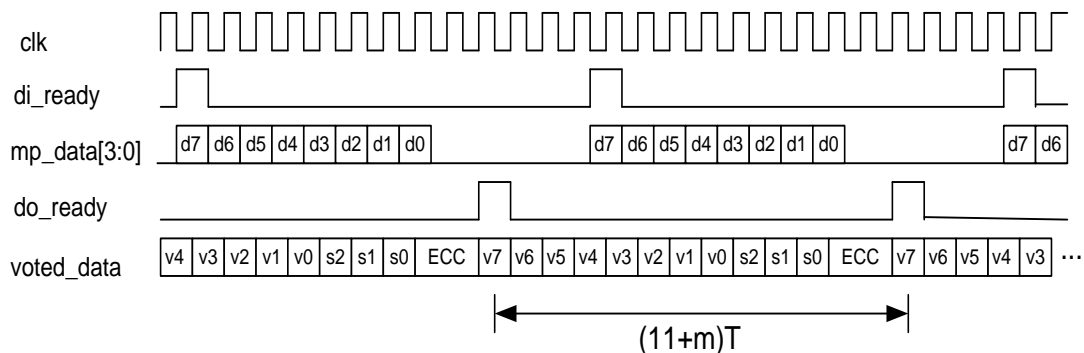 clk
di_ready
mp_data[3:0] d7 d6 d5 d4 d3 d2 d1 d0 d7 d6 d5 d4 d3 d2 d1 d0 d7 d6
do_ready
voted_data v4 v3 v2 v1 v0 s2 s1 s0 ECC v7 v6 v5 v4 v3 v2 v1 v0 s2 s1 s0 ECC v7 v6 v5 v4 v3 ...
(11+m)T